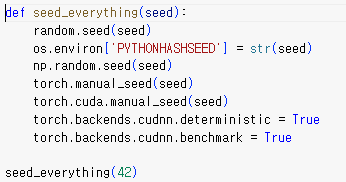 def seed_everything(seed):
    random.seed(seed)
    os.environ['PYTHONHASHSEED'] = str(seed)
    np.random.seed(seed)
    torch.manual_seed(seed)
    torch.cuda.manual_seed(seed)
    torch.backends.cudnn.deterministic = True
    torch.backends.cudnn.benchmark = True

seed_everything(42)